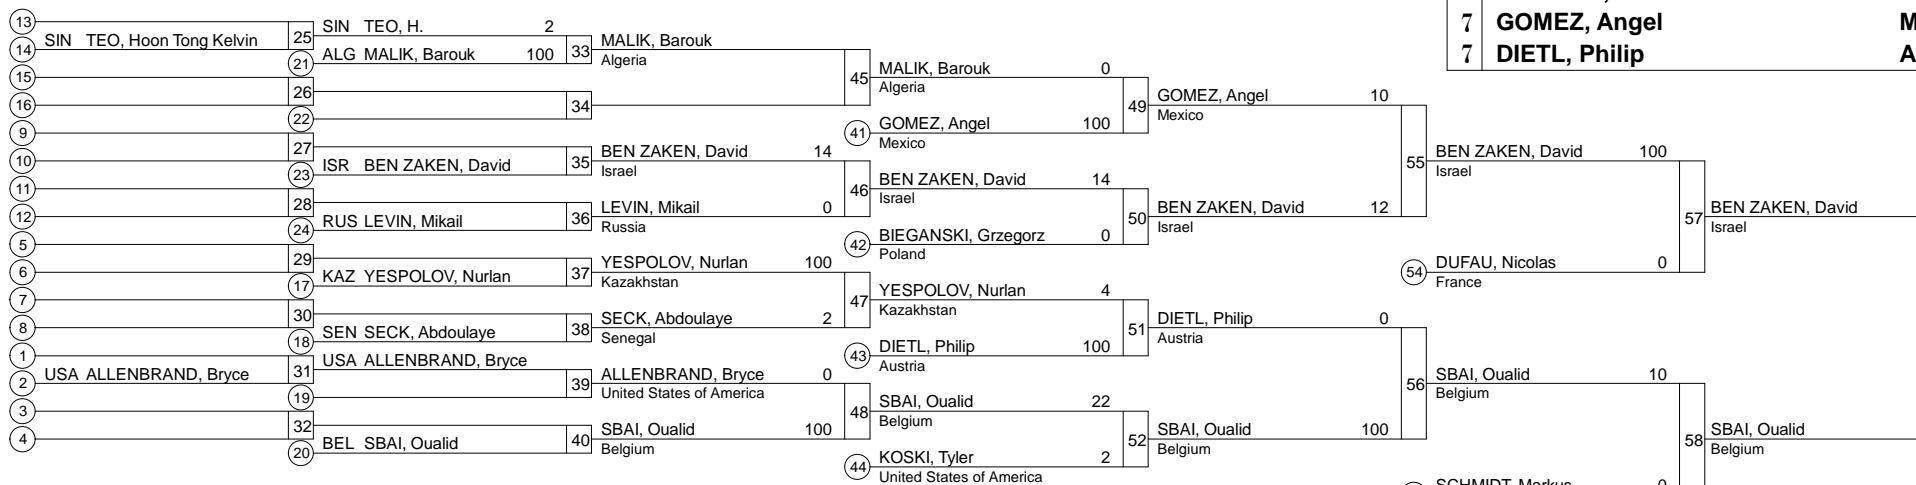 7 GOMEZ, Angel M
7 DIETL, Philip A
13
14 SIN TEO, Hoon Tong Kelvin
15
16
9
10
11
12
5
6
7
8
1
2 USA ALLENBRAND, Bryce
3
4
25 SIN TEO, H. 2
21 ALG MALIK, Barouk 100
26
22
27
23 ISR BEN ZAKEN, David
28
24 RUS LEVIN, Mikail
29
17 KAZ YESPOLOV, Nurlan
30
18 SEN SECK, Abdoulaye
31 USA ALLENBRAND, Bryce
19
32
20 BEL SBAI, Oualid
33 MALIK, Barouk
Algeria
34
35 BEN ZAKEN, David 14
Israel
36 LEVIN, Mikail 0
Russia
37 YESPOLOV, Nurlan 100
Kazakhstan
38 SECK, Abdoulaye 2
Senegal
39 ALLENBRAND, Bryce 0
United States of America
40 SBAI, Oualid 100
Belgium
45 MALIK, Barouk 0
Algeria
41 GOMEZ, Angel 100
Mexico
46 BEN ZAKEN, David 14
Israel
42 BIEGANSKI, Grzegorz 0
Poland
47 YESPOLOV, Nurlan 4
Kazakhstan
43 DIETL, Philip 100
Austria
48 SBAI, Oualid 22
Belgium
44 KOSKI, Tyler 2
United States of America
49 GOMEZ, Angel 10
Mexico
50 BEN ZAKEN, David 12
Israel
51 DIETL, Philip 0
Austria
52 SBAI, Oualid 100
Belgium
55 BEN ZAKEN, David 100
Israel
54 DUFAU, Nicolas 0
France
56 SBAI, Oualid 10
Belgium
SCHMIDT, Markus 0
57 BEN ZAKEN, David
Israel
58 SBAI, Oualid
Belgium